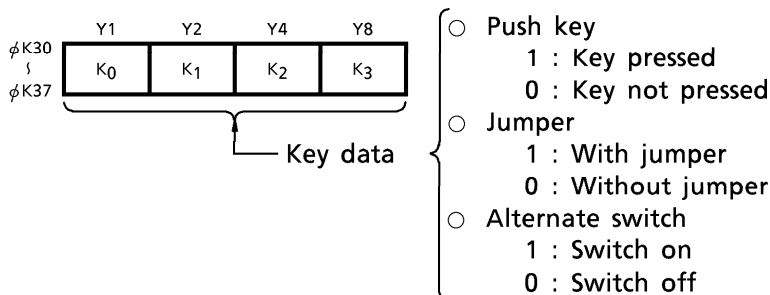 Y1 Y2 Y4 Y8
ϕK30
∫
ϕK37
K0 K1 K2 K3
Key data
○ Push key
1 : Key pressed
0 : Key not pressed
○ Jumper
1 : With jumper
0 : Without jumper
○ Alternate switch
1 : Switch on
0 : Switch off